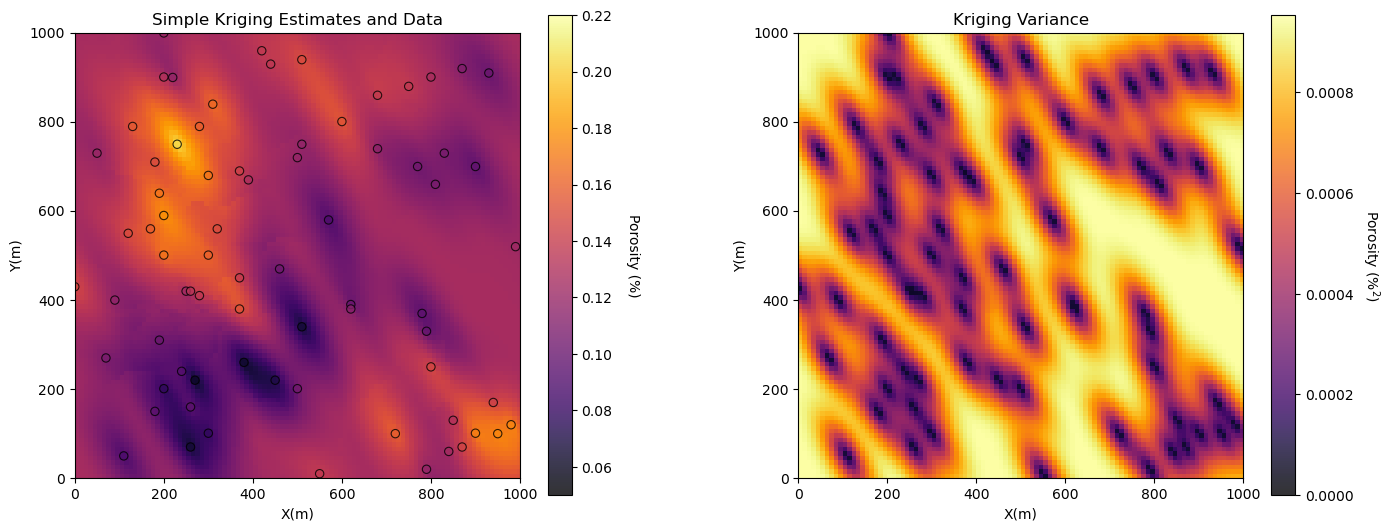 Simple Kriging Estimates and Data
1000
800
600
400
200
0
Y(m)
0 200 400 600 800 1000
X(m)
0.22
0.20
0.18
0.16
0.14
0.12
0.10
0.08
0.06
Porosity (%)
Kriging Variance
1000
800
600
400
200
0
Y(m)
0 200 400 600 800 1000
X(m)
0.0008
0.0006
0.0004
0.0002
0.0000
Porosity (%²)